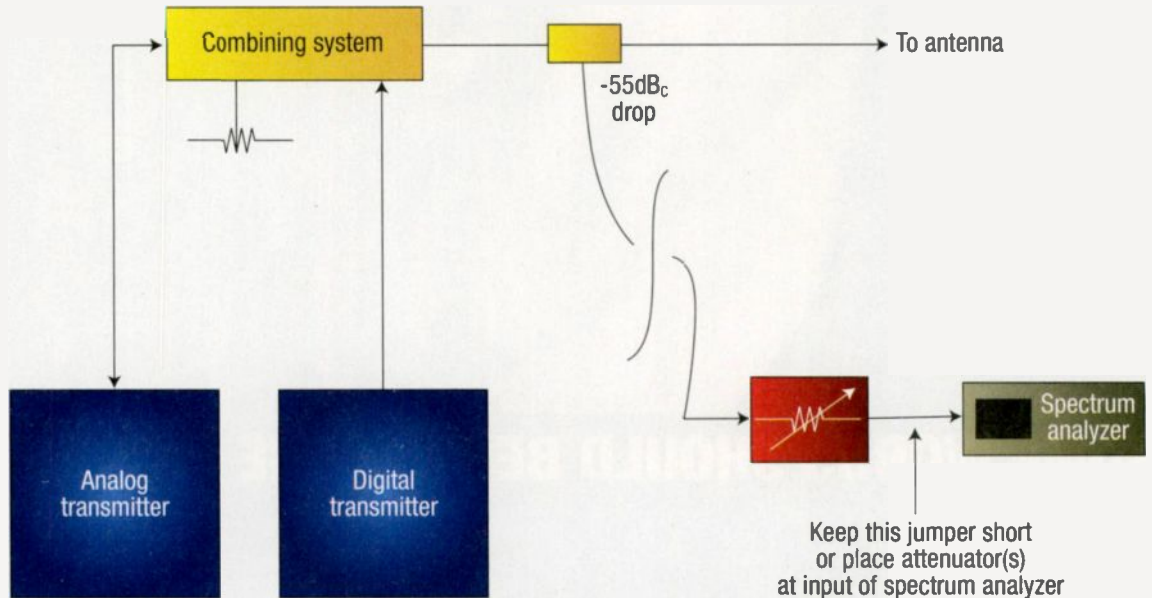 Combining system
To antenna
-55dBc
drop
Analog
transmitter
Digital
transmitter
Spectrum
analyzer
Keep this jumper short
or place attenuator(s)
at input of spectrum analyzer